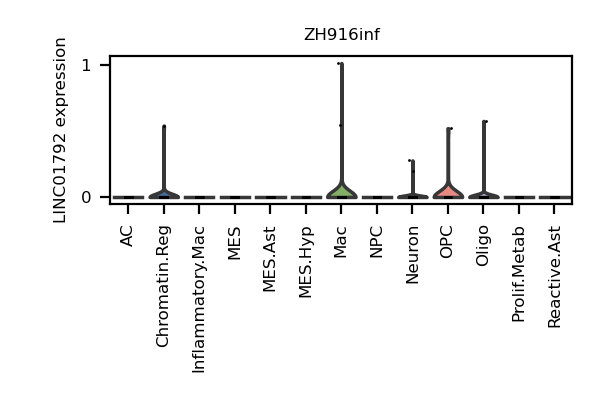 ZH916inf
LINC01792 expression
1
0
AC
Chromatin.Reg
Inflammatory.Mac
MES
MES.Ast
MES.Hyp
Mac
NPC
Neuron
OPC
Oligo
Prolif.Metab
Reactive.Ast